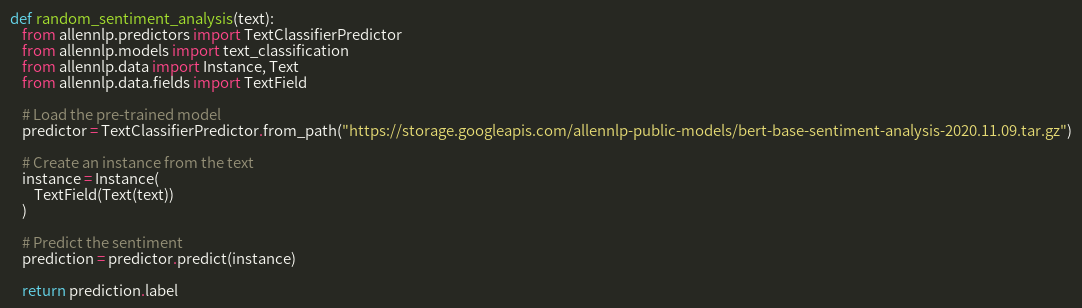 def random_sentiment_analysis(text):
from allennlp.predictors import TextClassifierPredictor
from allennlp.models import text_classification
from allennlp.data import Instance, Text
from allennlp.data.fields import TextField
# Load the pre-trained model
predictor = TextClassifierPredictor.from_path("https://storage.googleapis.com/allennlp-public-models/bert-base-sentiment-analysis-2020.11.09.tar.gz")
# Create an instance from the text
instance = Instance(
TextField(Text(text))
)
# Predict the sentiment
prediction = predictor.predict(instance)
return prediction.label